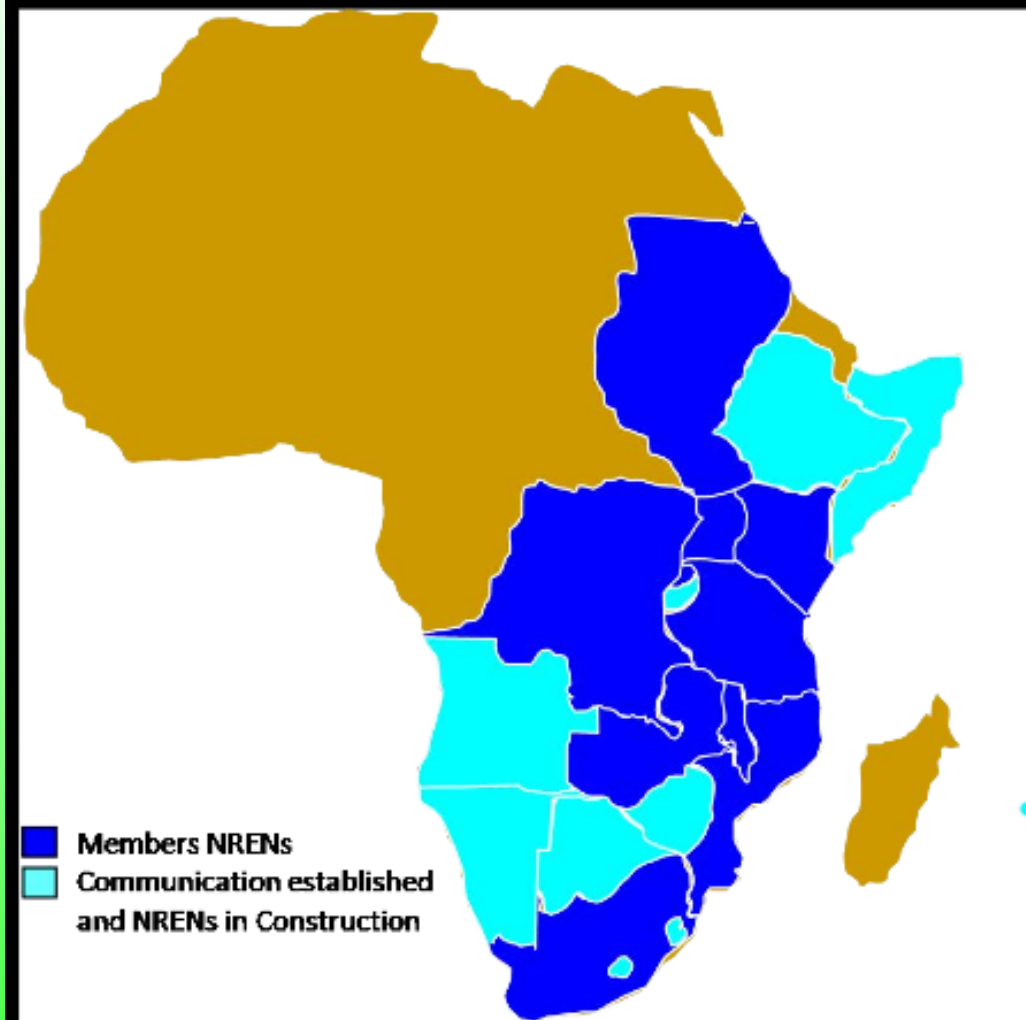 Members NRENs
Communication established
and NRENs in Construction